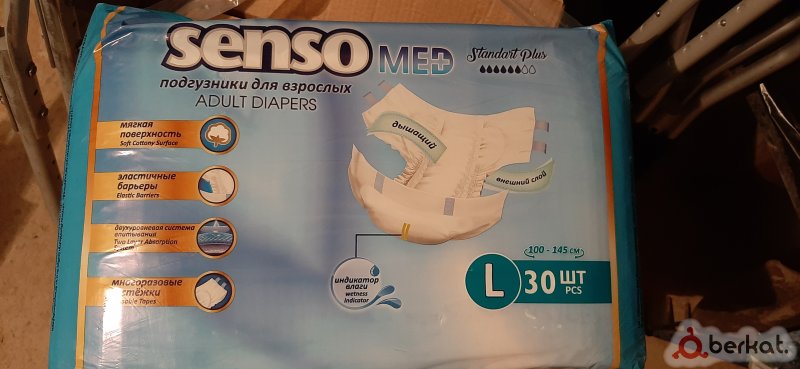 senso MED
Standart Plus
подгузники для взрослых
ADULT DIAPERS
мягкая
поверхность
Soft Cottony Surface
эластичные
барьеры
Elastic Barriers
двухуровневая система
впитывания
Two Layer Absorption
многоразовые
Tapes
дышащий
внешний слой
индикатор
влаги
wetness
indicator
100 - 145 см
L
30 ШТ
PCS
berkat.